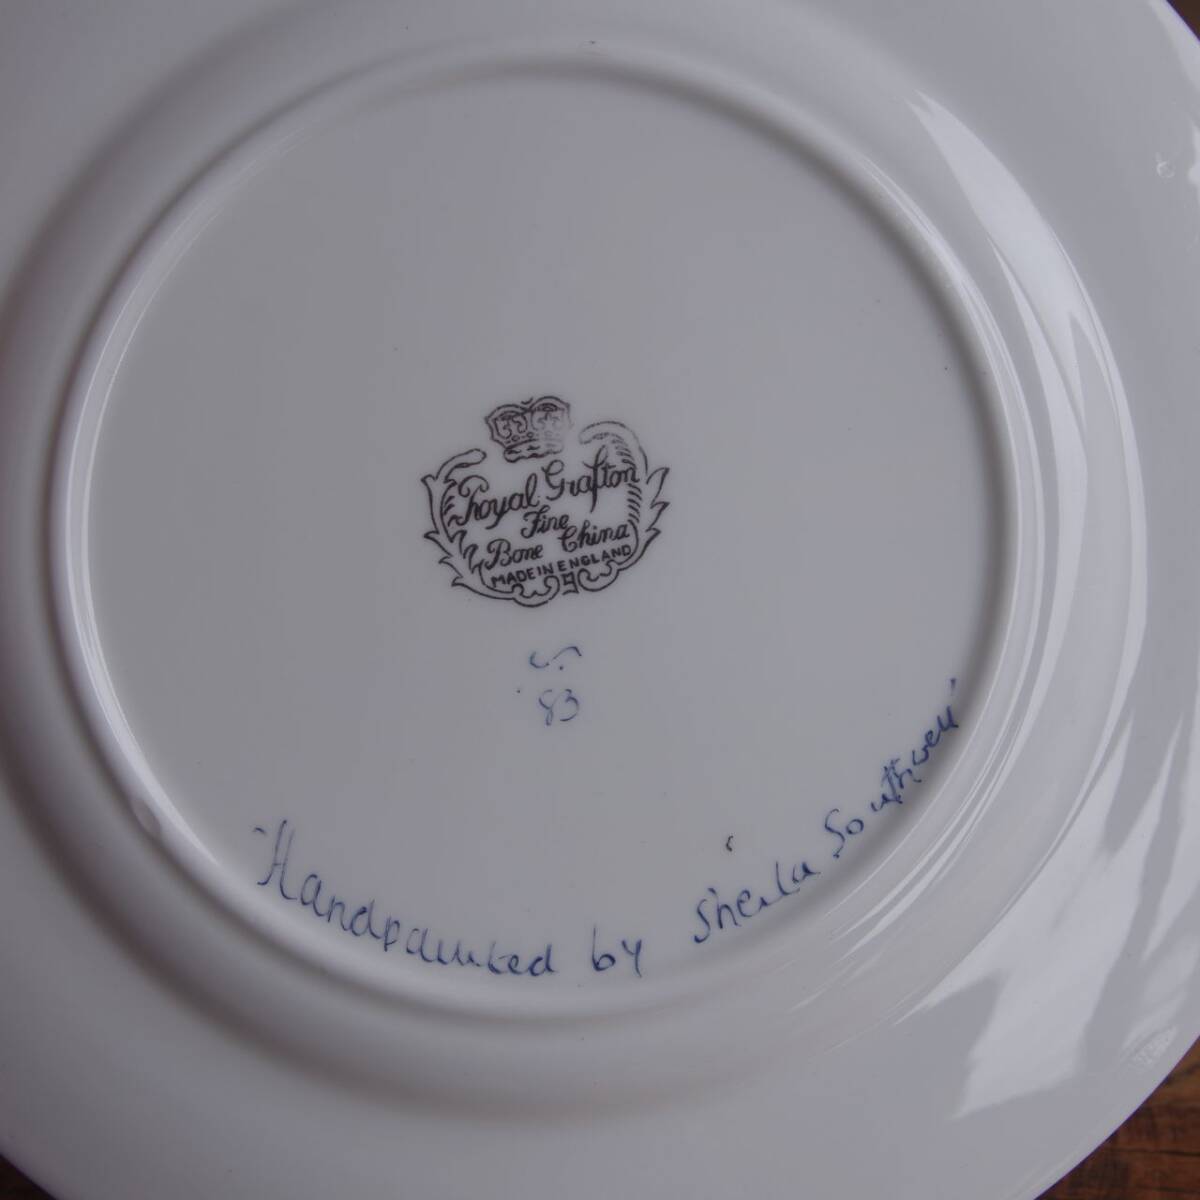 Royal Grafton
Fine
Bone China
MADE IN ENGLAND
S.
'83
"Handpainted by Sheila Southwell"